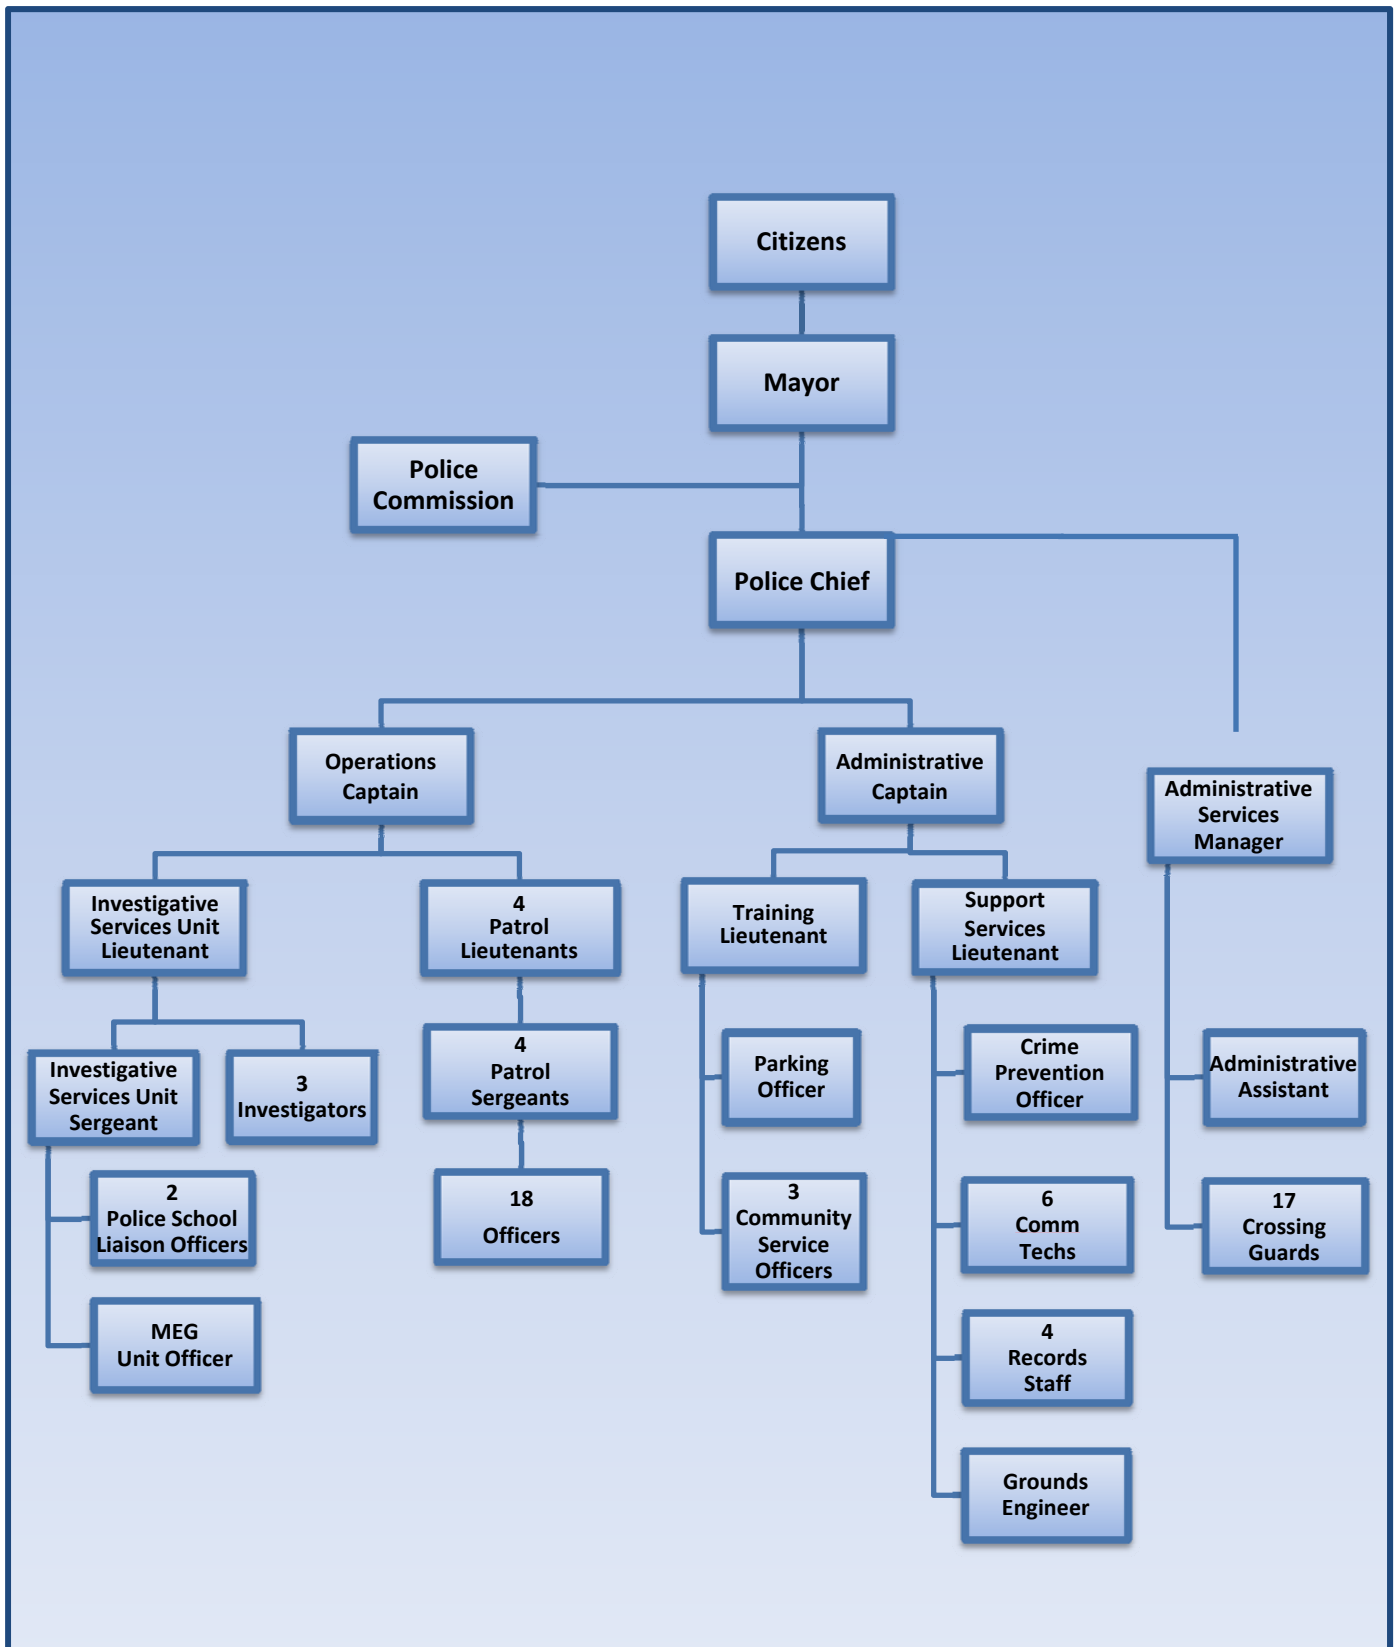 Citizens
Mayor
Police
Commission
Police Chief
Operations
Captain
Administrative
Captain
Administrative
Services
Manager
Investigative
Services Unit
Lieutenant
4
Patrol
Lieutenants
Training
Lieutenant
Support
Services
Lieutenant
Investigative
Services Unit
Sergeant
3
Investigators
4
Patrol
Sergeants
Parking
Officer
Crime
Prevention
Officer
Administrative
Assistant
2
Police School
Liaison Officers
18
Officers
3
Community
Service
Officers
6
Comm
Techs
17
Crossing
Guards
MEG
Unit Officer
4
Records
Staff
Grounds
Engineer